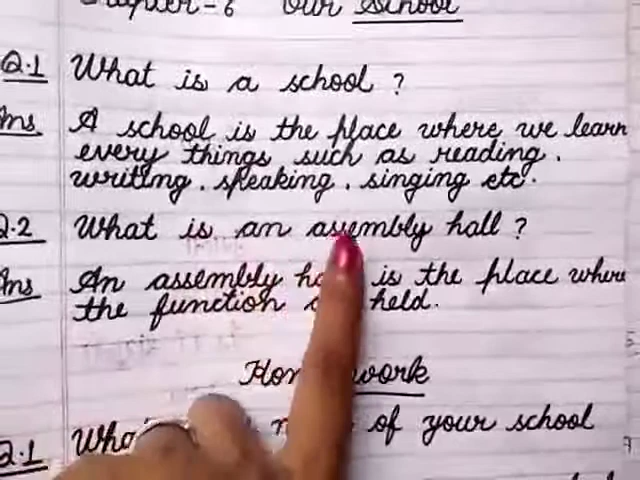 Chapter-6 Our School
Q.1 What is a school ?
Ans A school is the place where we learn
every things such as reading,
writing, speaking, singing etc.
Q.2 What is an assembly hall ?
Ans An assembly is the place where
the function held.
of your school
Q.1